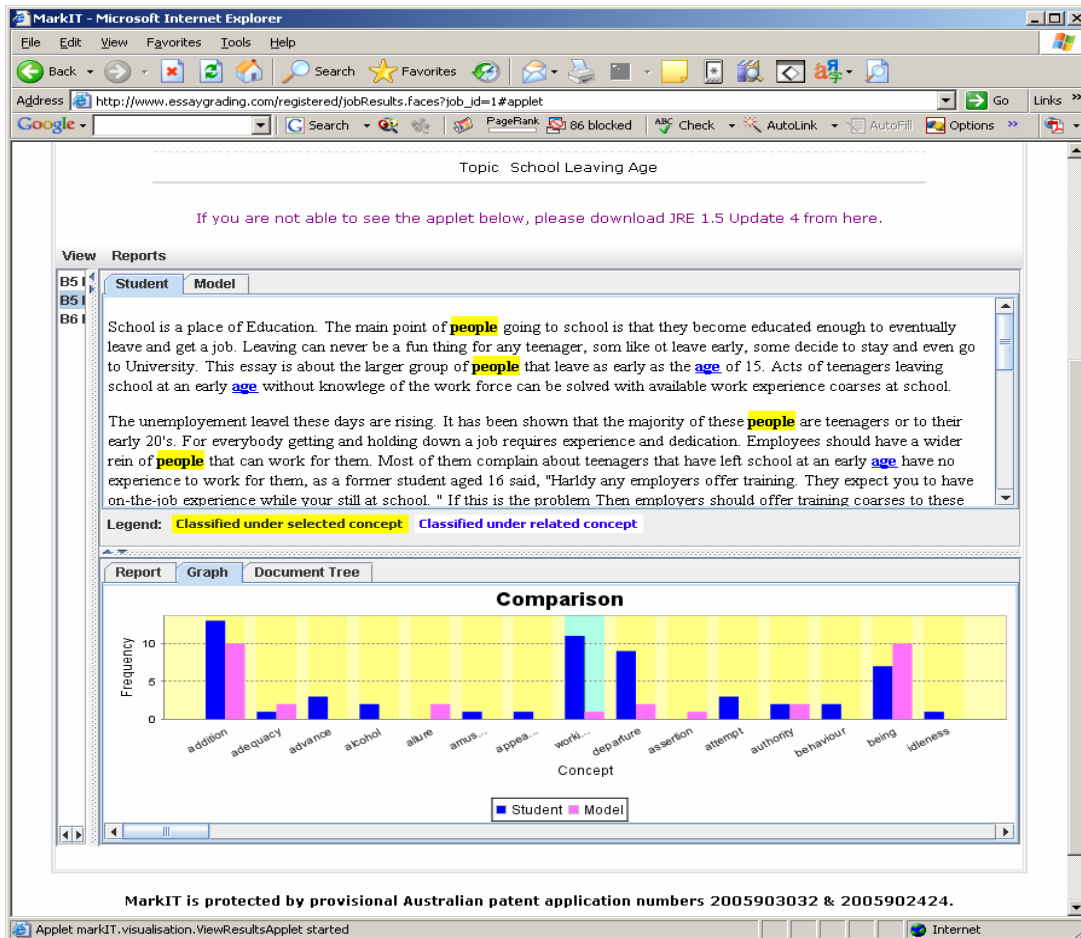 MarkIT - Microsoft Internet Explorer
File Edit View Favorites Tools Help
Back Search Favorites
Address http://www.essaygrading.com/registered/jobResults.faces?job_id=1#applet Go Links »
Google Search PageRank 86 blocked ABC Check AutoLink AutoFill Options »
Topic School Leaving Age
If you are not able to see the applet below, please download JRE 1.5 Update 4 from here.
View Reports
B5 I
B5 I
B6 I
Student Model
School is a place of Education. The main point of people going to school is that they become educated enough to eventually
leave and get a job. Leaving can never be a fun thing for any teenager, som like ot leave early, some decide to stay and even go
to University. This essay is about the larger group of people that leave as early as the age of 15. Acts of teenagers leaving
school at an early age without knowlege of the work force can be solved with available work experience coarses at school.
The unemployement leavel these days are rising. It has been shown that the majority of these people are teenagers or to their
early 20's. For everybody getting and holding down a job requires experience and dedication. Employees should have a wider
rein of people that can work for them. Most of them complain about teenagers that have left school at an early age have no
experience to work for them, as a former student aged 16 said, "Harldy any employers offer training. They expect you to have
on-the-job experience while your still at school. " If this is the problem Then employers should offer training coarses to these
Legend: Classified under selected concept Classified under related concept
Report Graph Document Tree
Comparison
Frequency
10
5
0
addition adequacy advance alcohol allure amus... appea... worki... departure assertion attempt authority behaviour being idleness
Concept
Student Model
MarkIT is protected by provisional Australian patent application numbers 2005903032 & 2005902424.
Applet markIT.visualisation.ViewResultsApplet started Internet